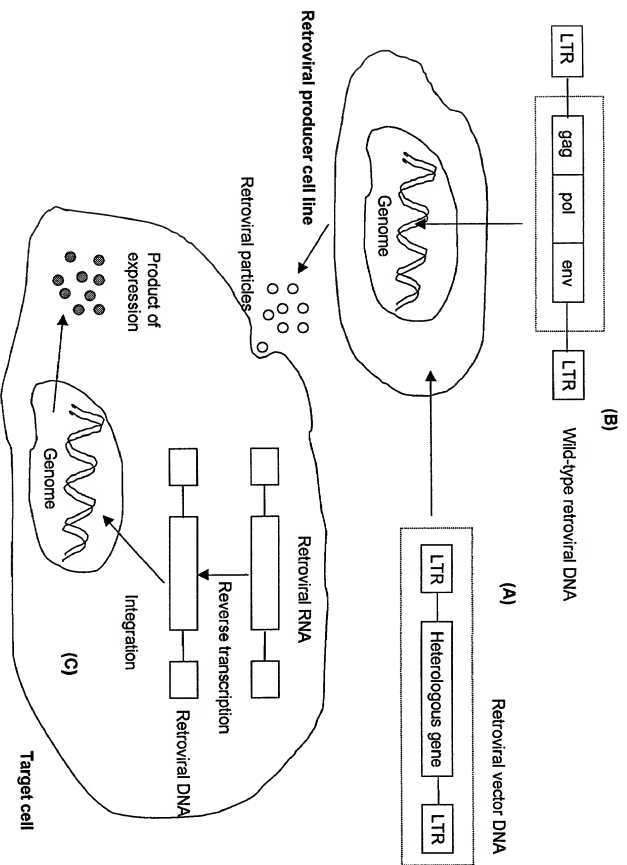 (B)
Wild-type retroviral DNA
LTR
gag
pol
env
LTR
(A)
Retroviral vector DNA
LTR
Heterologous gene
LTR
Genome
Retroviral producer cell line
Retroviral particles
Retroviral RNA
Reverse transcription
Retroviral DNA
Integration
Product of
expression
Genome
(C)
Target cell